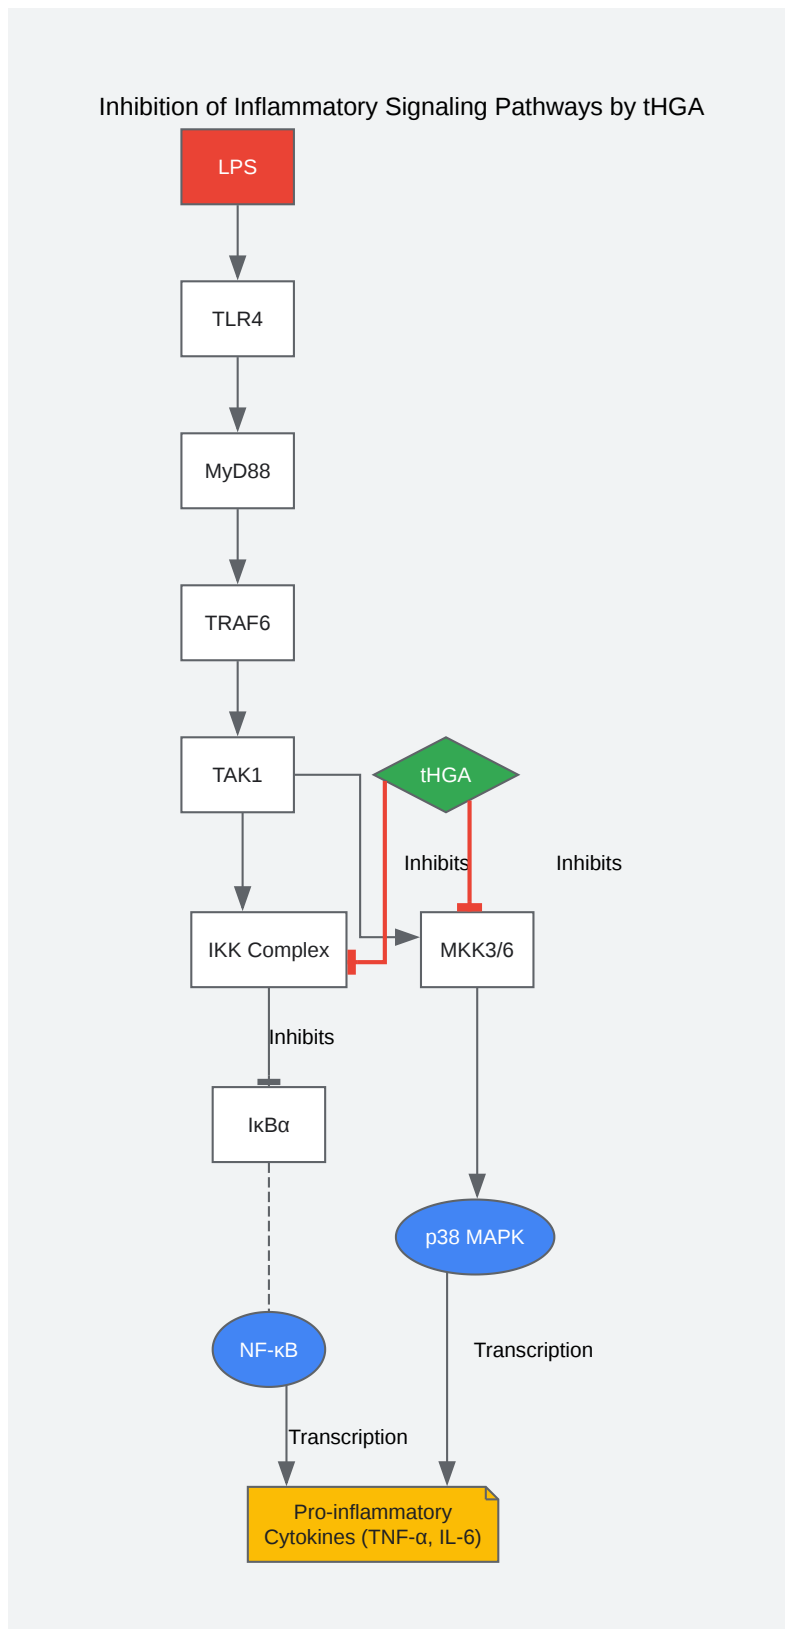 Inhibition of Inflammatory Signaling Pathways by tHGA
LPS
TLR4
MyD88
TRAF6
TAK1
tHGA
Inhibits
Inhibits
IKK Complex
MKK3/6
Inhibits
IκBα
p38 MAPK
NF-κB
Transcription
Transcription
Pro-inflammatory
Cytokines (TNF-α, IL-6)